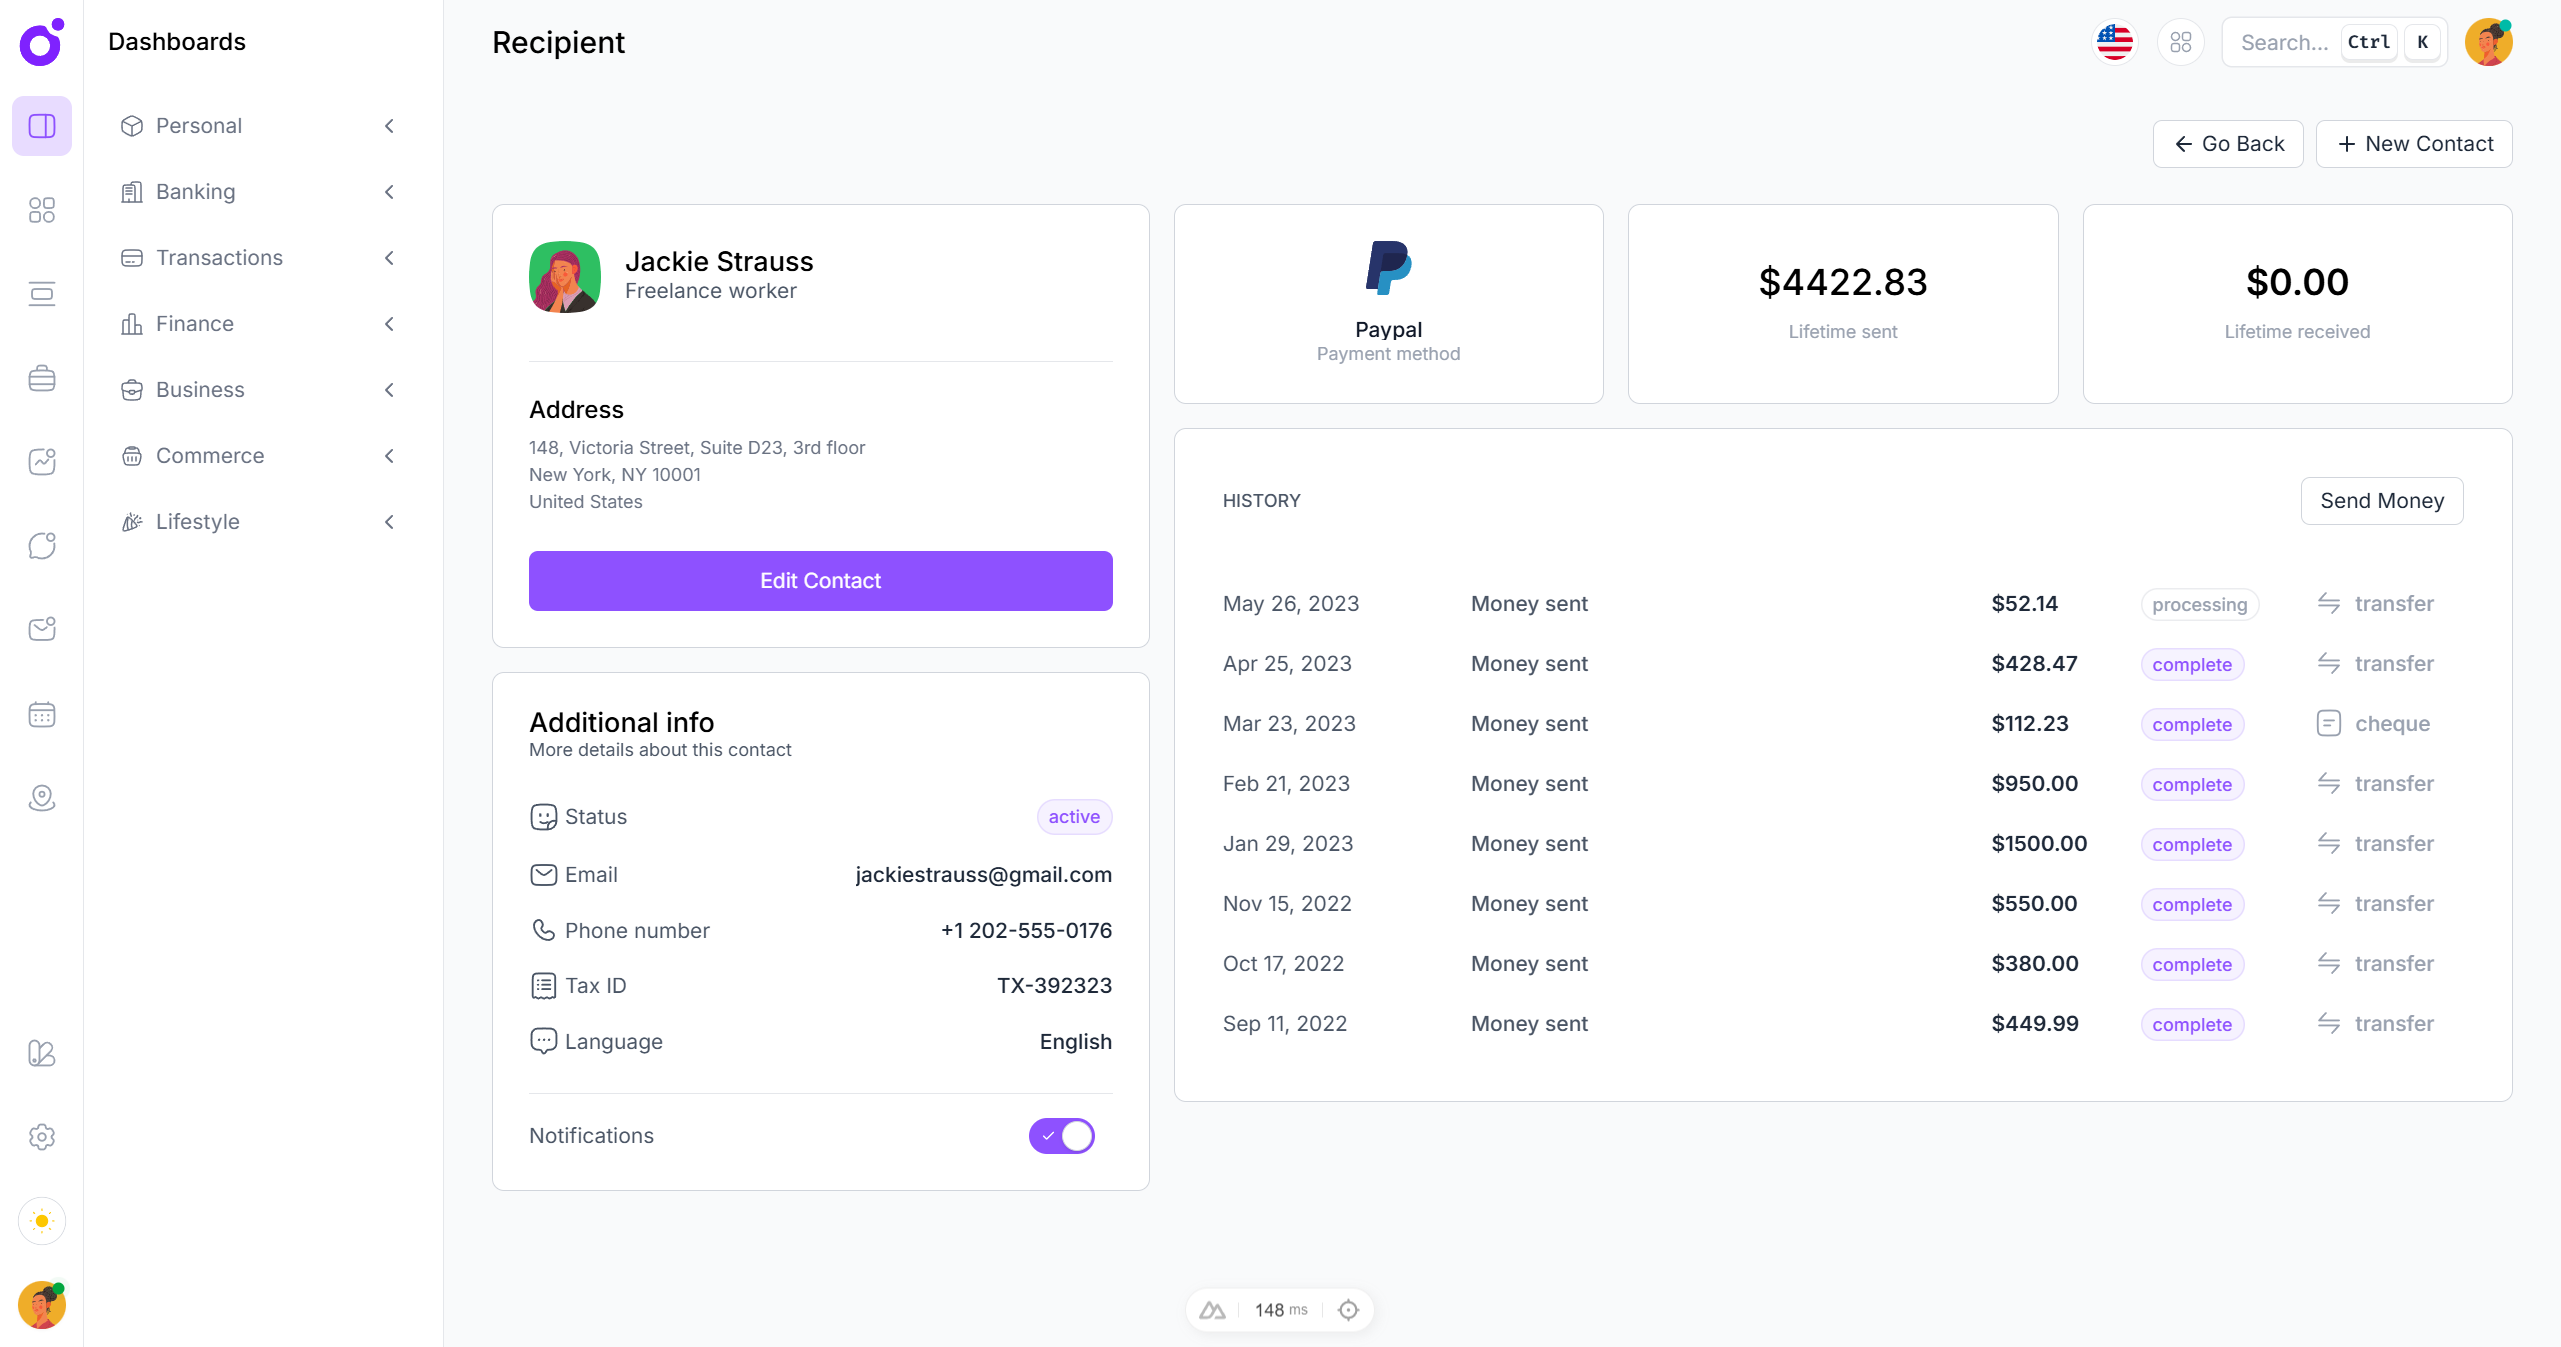 Dashboards
Personal
Banking
Transactions
Finance
Business
Commerce
Lifestyle
Recipient
Search... Ctrl K
Go Back
New Contact
Jackie Strauss
Freelance worker
Address
148, Victoria Street, Suite D23, 3rd floor
New York, NY 10001
United States
Edit Contact
Additional info
More details about this contact
Status active
Email jackiestrauss@gmail.com
Phone number +1 202-555-0176
Tax ID TX-392323
Language English
Notifications
Paypal
Payment method
$4422.83
Lifetime sent
$0.00
Lifetime received
HISTORY
Send Money
May 26, 2023 Money sent $52.14 processing transfer
Apr 25, 2023 Money sent $428.47 complete transfer
Mar 23, 2023 Money sent $112.23 complete cheque
Feb 21, 2023 Money sent $950.00 complete transfer
Jan 29, 2023 Money sent $1500.00 complete transfer
Nov 15, 2022 Money sent $550.00 complete transfer
Oct 17, 2022 Money sent $380.00 complete transfer
Sep 11, 2022 Money sent $449.99 complete transfer
148 ms